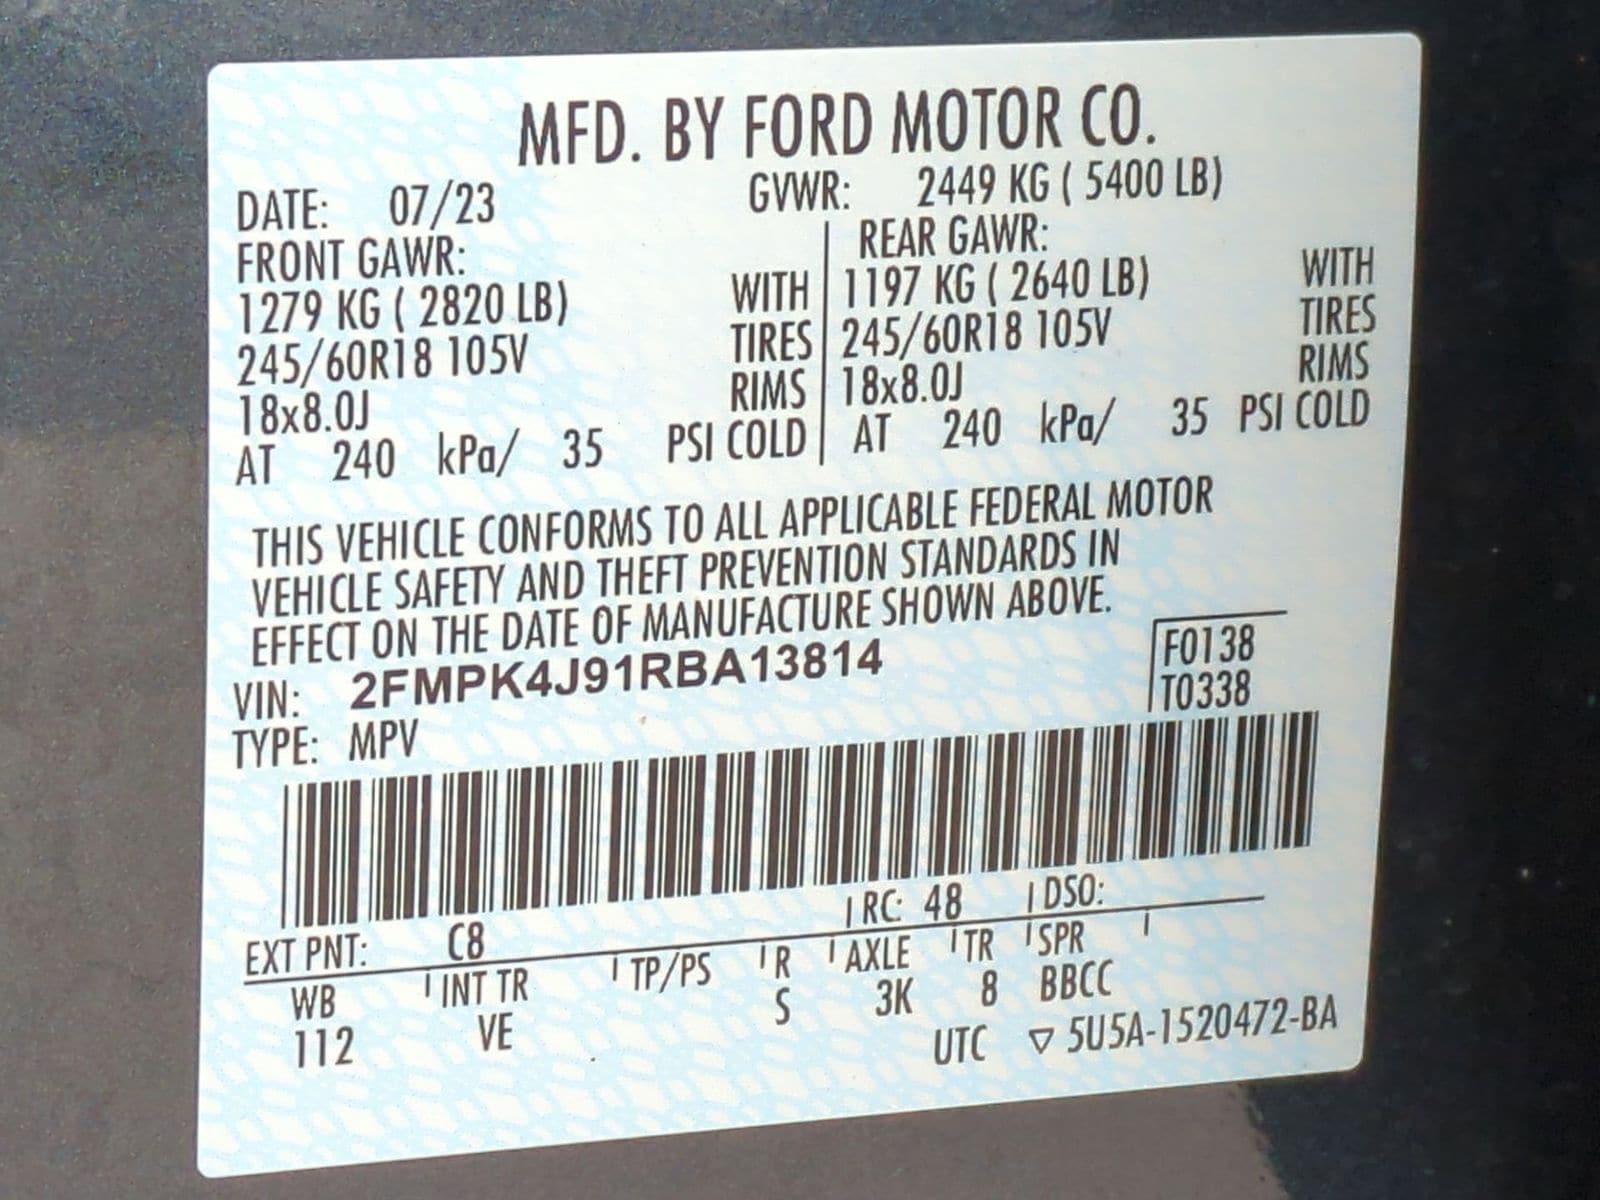 MFD. BY FORD MOTOR CO.
DATE: 07/23 GVWR: 2449 KG ( 5400 LB)
FRONT GAWR: REAR GAWR:
1279 KG ( 2820 LB) WITH 1197 KG ( 2640 LB) WITH
245/60R18 105V TIRES 245/60R18 105V TIRES
18x8.0J RIMS 18x8.0J RIMS
AT 240 kPa/ 35 PSI COLD AT 240 kPa/ 35 PSI COLD
THIS VEHICLE CONFORMS TO ALL APPLICABLE FEDERAL MOTOR
VEHICLE SAFETY AND THEFT PREVENTION STANDARDS IN
EFFECT ON THE DATE OF MANUFACTURE SHOWN ABOVE.
VIN: 2FMPK4J91RBA13814 F0138
TYPE: MPV T0338
EXT PNT: C8 RC: 48 DSO:
WB INT TR TP/PS R AXLE TR SPR
112 VE S 3K 8 BBCC
UTC ▽ 5U5A-1520472-BA